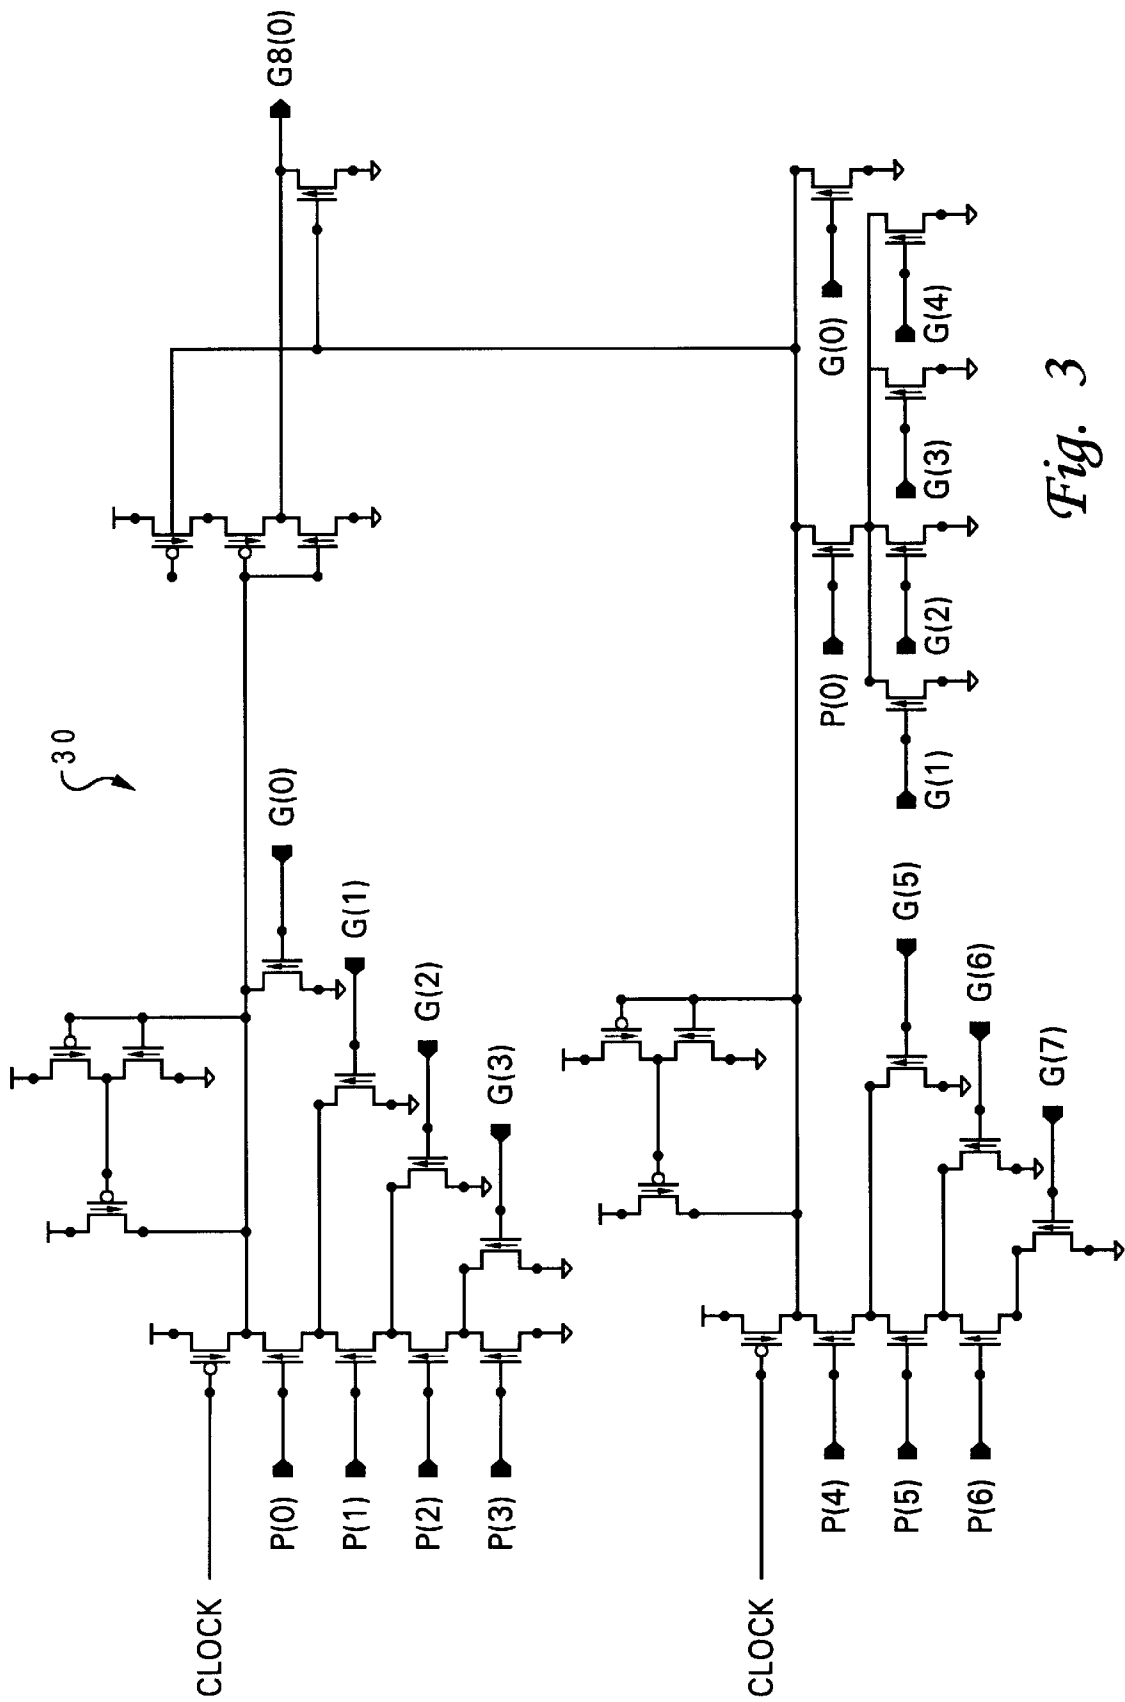 30
CLOCK
P(0)
P(1)
P(2)
P(3)
G(0)
G(1)
G(2)
G(3)
G8(0)
CLOCK
P(4)
P(5)
P(6)
G(5)
G(6)
G(7)
P(0)
G(0)
G(1)
G(2)
G(3)
G(4)
Fig. 3